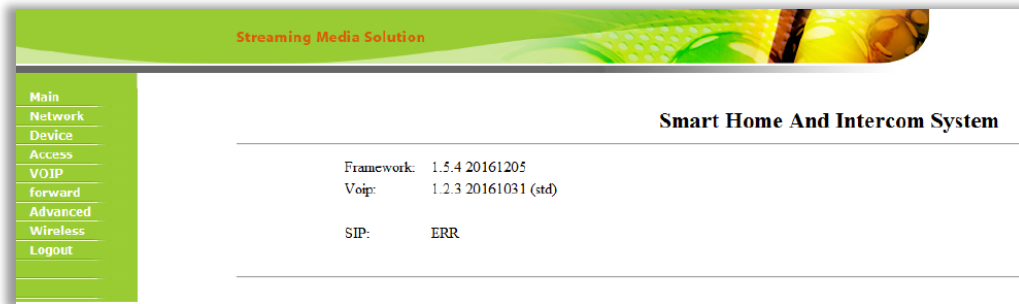 Streaming Media Solution
Main
Network
Device
Access
VOIP
forward
Advanced
Wireless
Logout
Smart Home And Intercom System
Framework: 1.5.4 20161205
Voip: 1.2.3 20161031 (std)
SIP: ERR